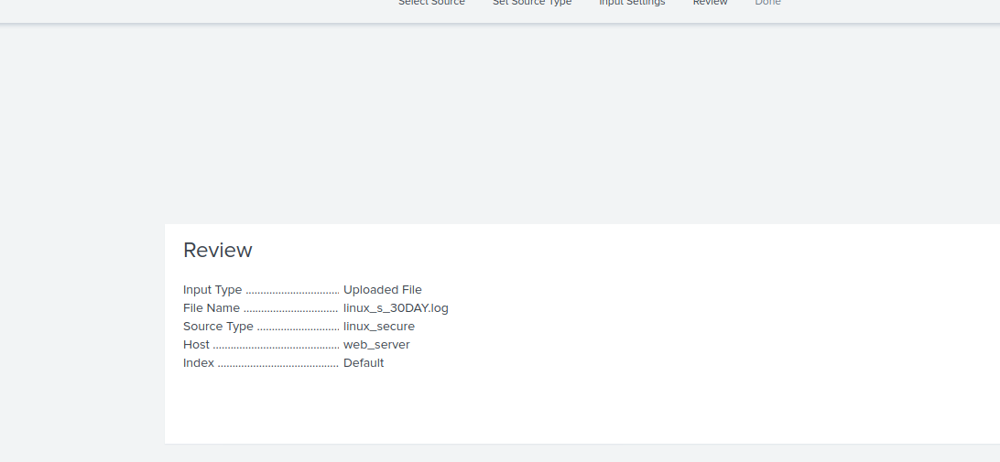 Select Source Set Source Type Input Settings Review Done
Review
Input Type ................................ Uploaded File
File Name ................................ linux_s_30DAY.log
Source Type ............................ linux_secure
Host ........................................... web_server
Index ......................................... Default